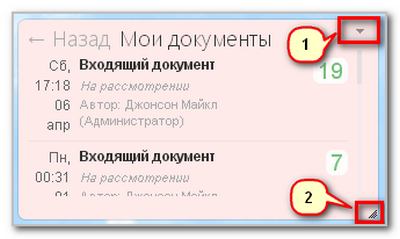 ← Назад Мои документы
1
Сб, Входящий документ 19
17:18 На рассмотрении
06 Автор: Джонсон Майкл
апр (Администратор)
Пн, Входящий документ 7
00:31 На рассмотрении
01 Автор: Джонсон Майкл
2